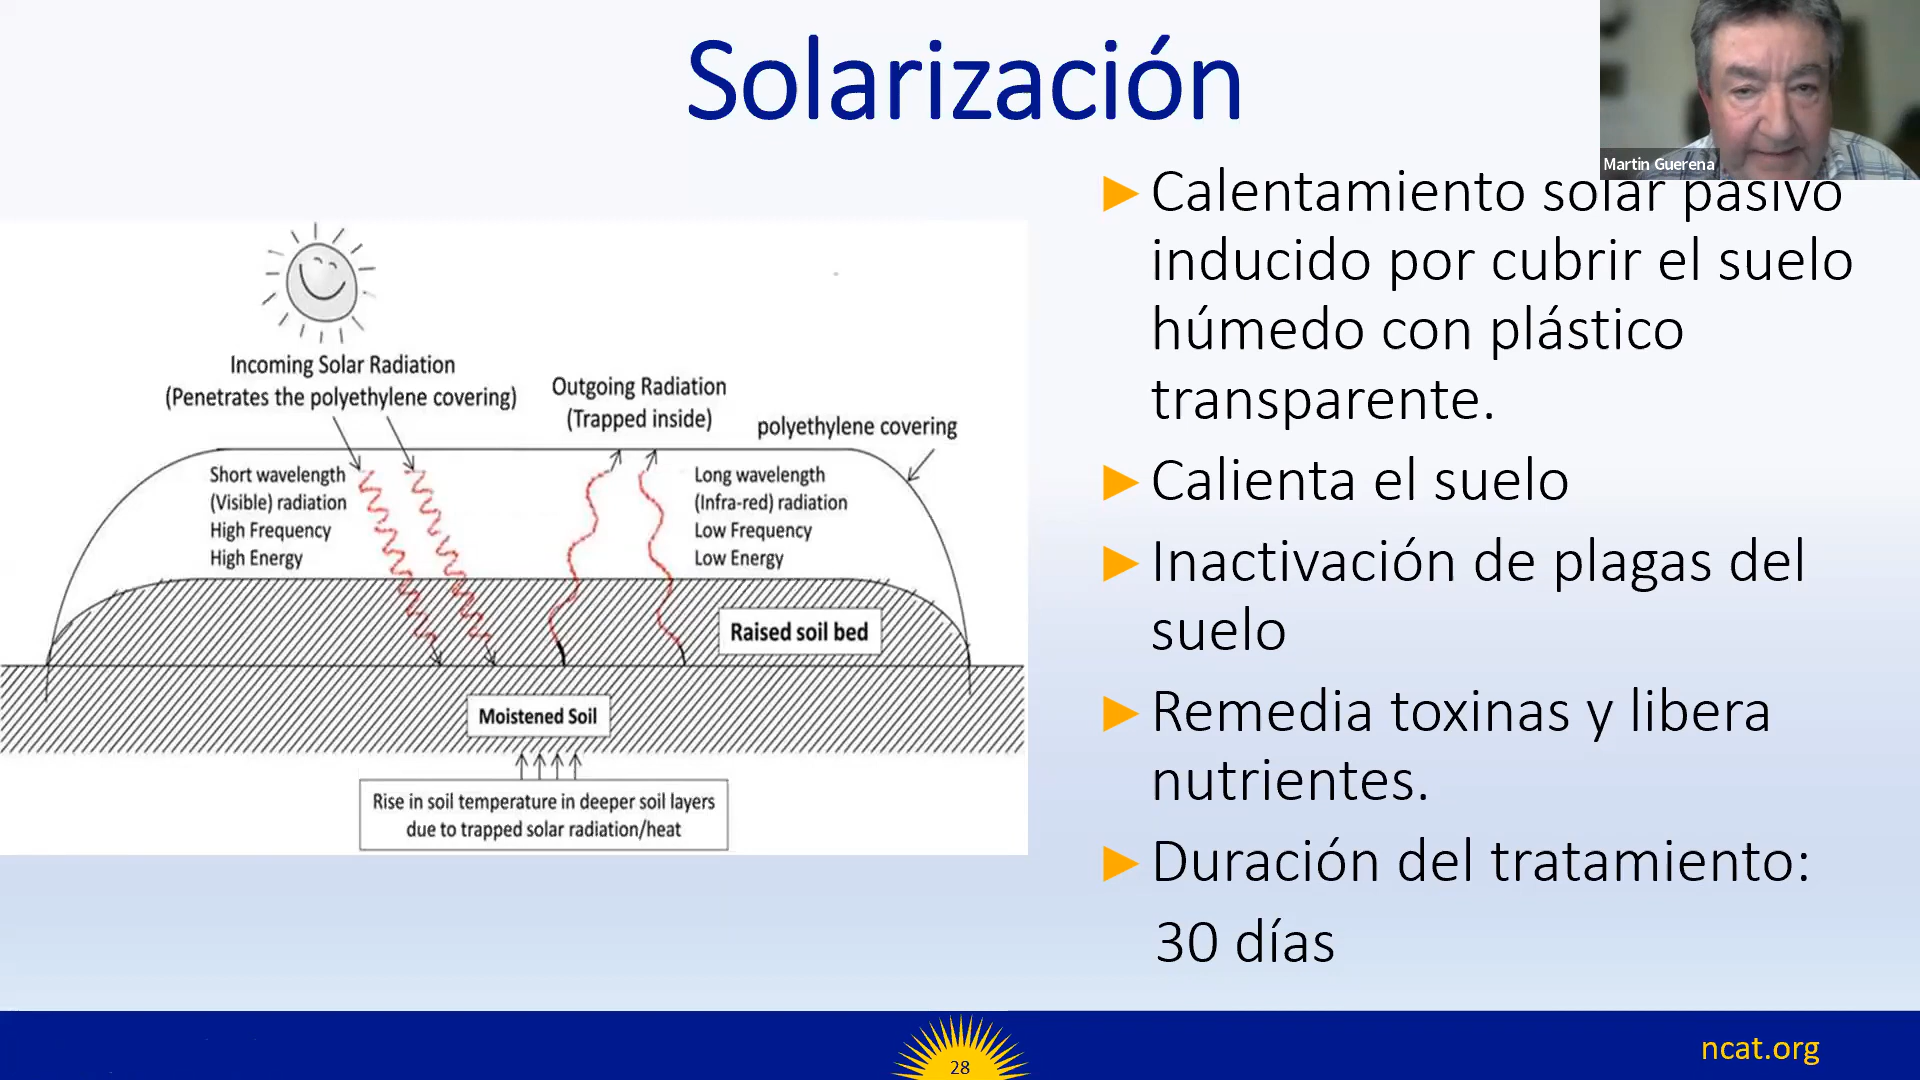 Solarización
Martin Guerena
Incoming Solar Radiation
(Penetrates the polyethylene covering)
Outgoing Radiation
(Trapped inside)
polyethylene covering
Short wavelength
(Visible) radiation
High Frequency
High Energy
Long wavelength
(Infra-red) radiation
Low Frequency
Low Energy
Raised soil bed
Moistened Soil
Rise in soil temperature in deeper soil layers
due to trapped solar radiation/heat
►Calentamiento solar pasivo
inducido por cubrir el suelo
húmedo con plástico
transparente.
►Calienta el suelo
►Inactivación de plagas del
suelo
►Remedia toxinas y libera
nutrientes.
►Duración del tratamiento:
30 días
28
ncat.org